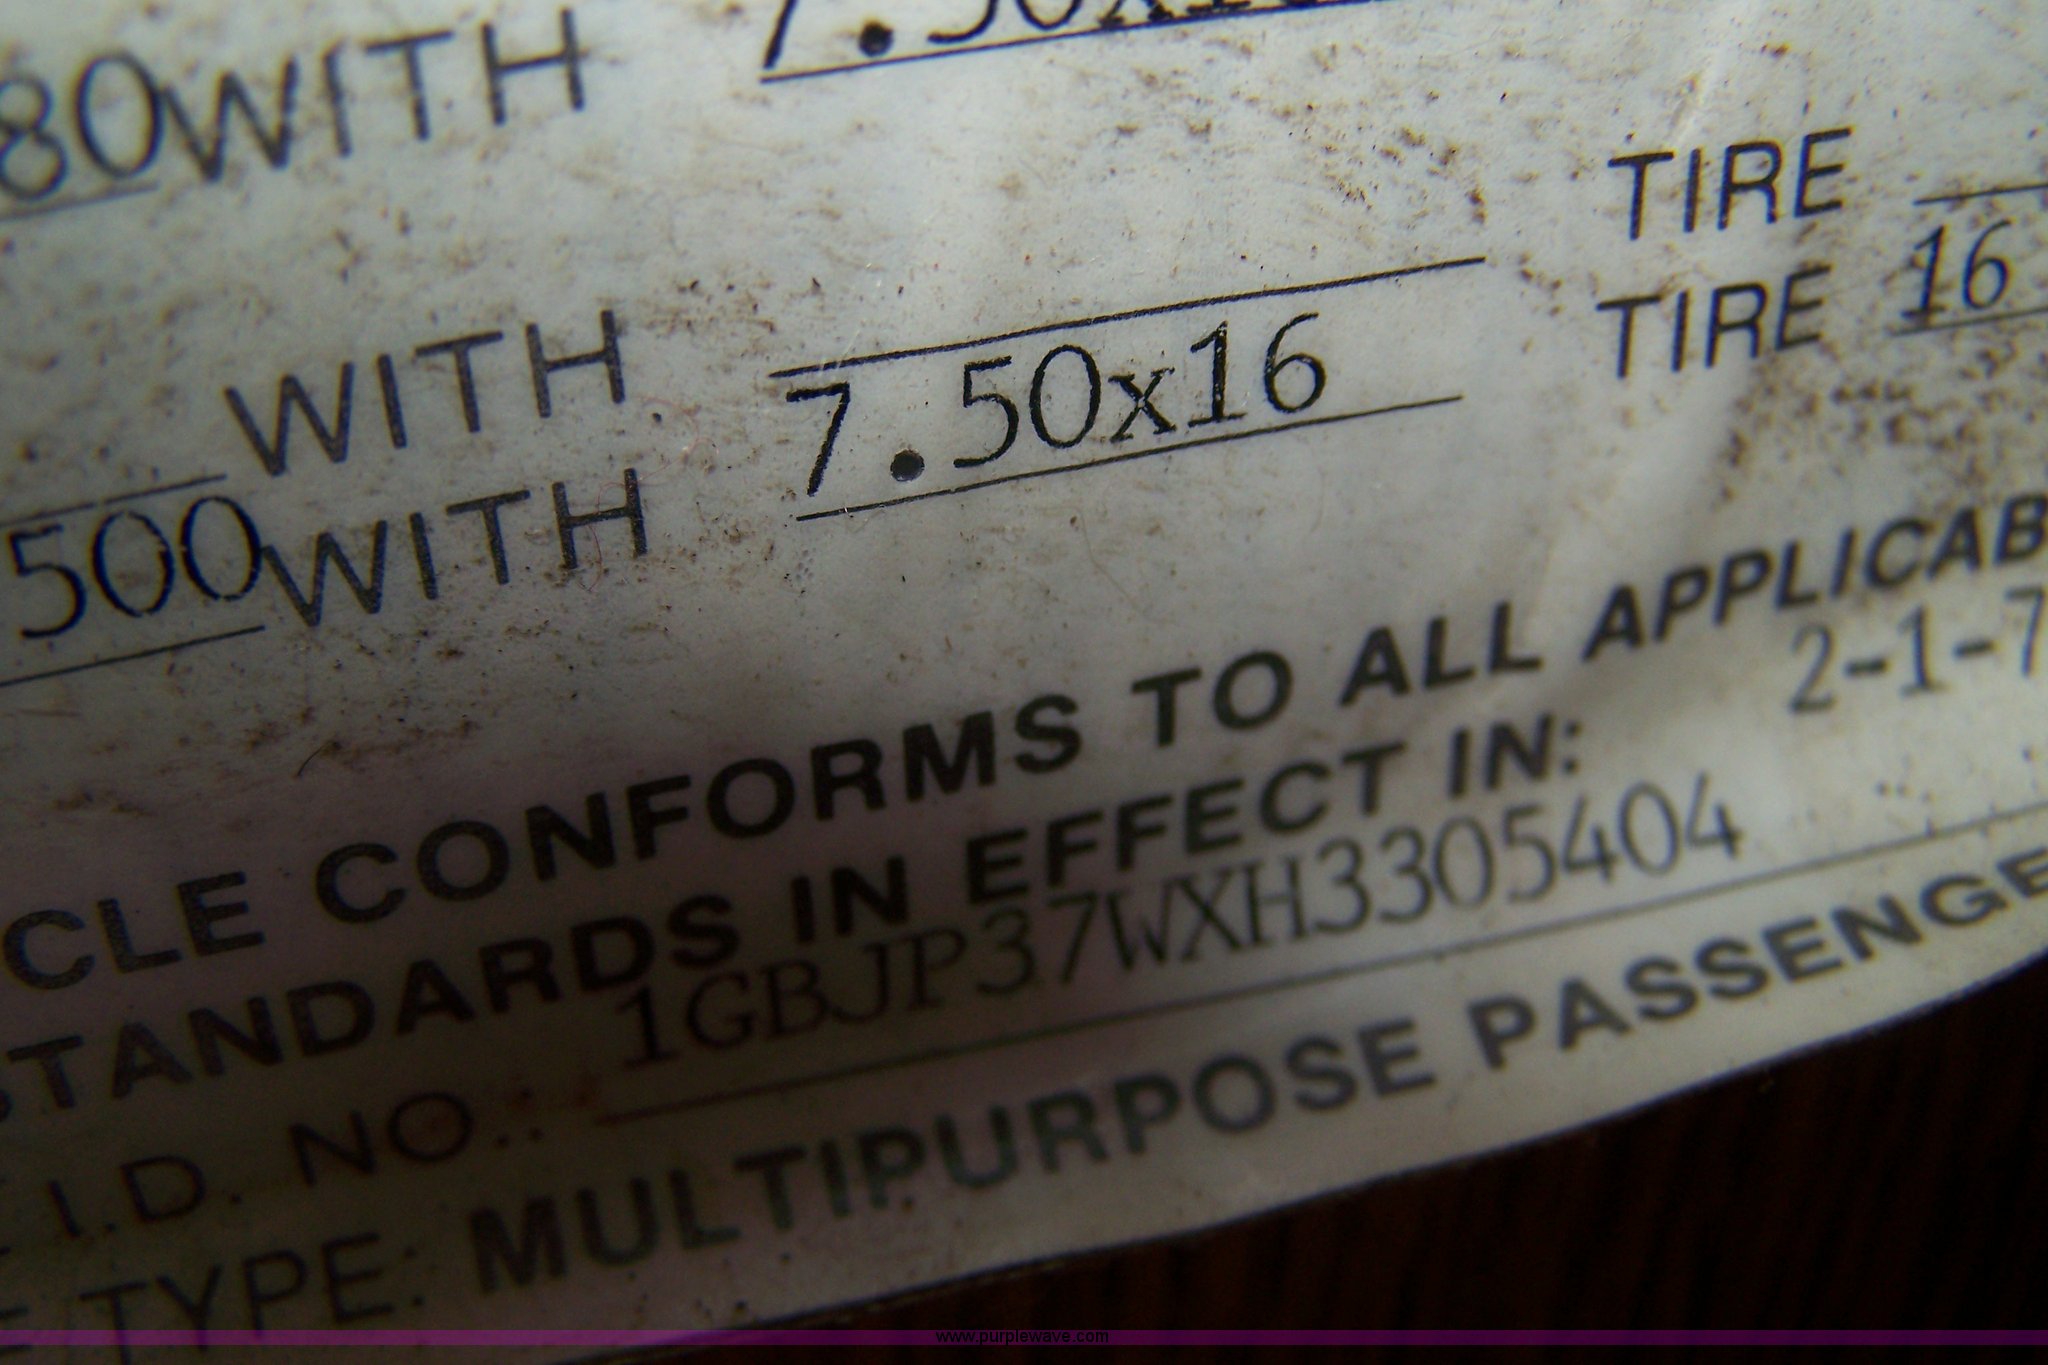 80 WITH 7.50x16
TIRE
WITH
TIRE 16
500 WITH 7.50x16
CLE CONFORMS TO ALL APPLICAB
STANDARDS IN EFFECT IN: 2-1-7
I.D. NO.: 1GBJP37WXH3305404
E TYPE: MULTIPURPOSE PASSENGE
www.purplewave.com